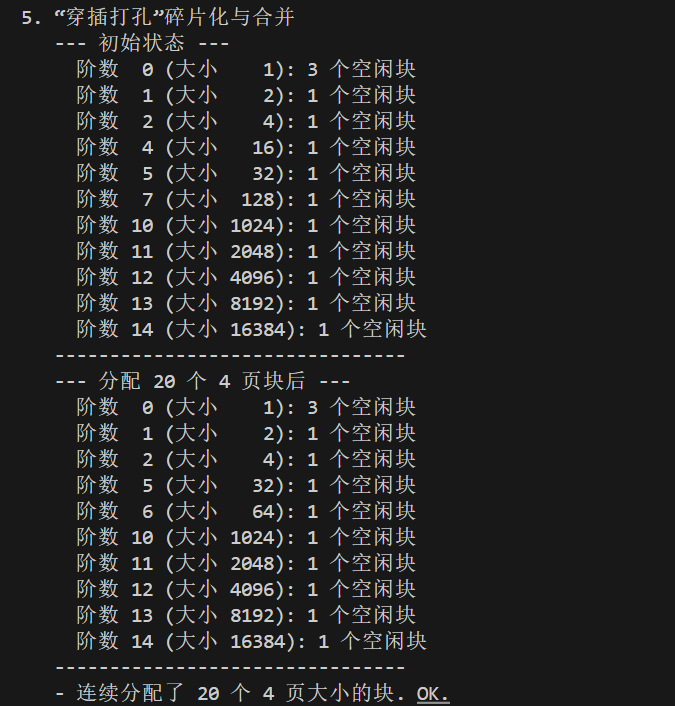 5. “穿插打孔”碎片化与合并
--- 初始状态 ---
阶数  0 (大小    1): 3 个空闲块
阶数  1 (大小    2): 1 个空闲块
阶数  2 (大小    4): 1 个空闲块
阶数  4 (大小   16): 1 个空闲块
阶数  5 (大小   32): 1 个空闲块
阶数  7 (大小  128): 1 个空闲块
阶数 10 (大小 1024): 1 个空闲块
阶数 11 (大小 2048): 1 个空闲块
阶数 12 (大小 4096): 1 个空闲块
阶数 13 (大小 8192): 1 个空闲块
阶数 14 (大小 16384): 1 个空闲块
--------------------------------
--- 分配 20 个 4 页块后 ---
阶数  0 (大小    1): 3 个空闲块
阶数  1 (大小    2): 1 个空闲块
阶数  2 (大小    4): 1 个空闲块
阶数  5 (大小   32): 1 个空闲块
阶数  6 (大小   64): 1 个空闲块
阶数 10 (大小 1024): 1 个空闲块
阶数 11 (大小 2048): 1 个空闲块
阶数 12 (大小 4096): 1 个空闲块
阶数 13 (大小 8192): 1 个空闲块
阶数 14 (大小 16384): 1 个空闲块
--------------------------------
- 连续分配了 20 个 4 页大小的块. OK.